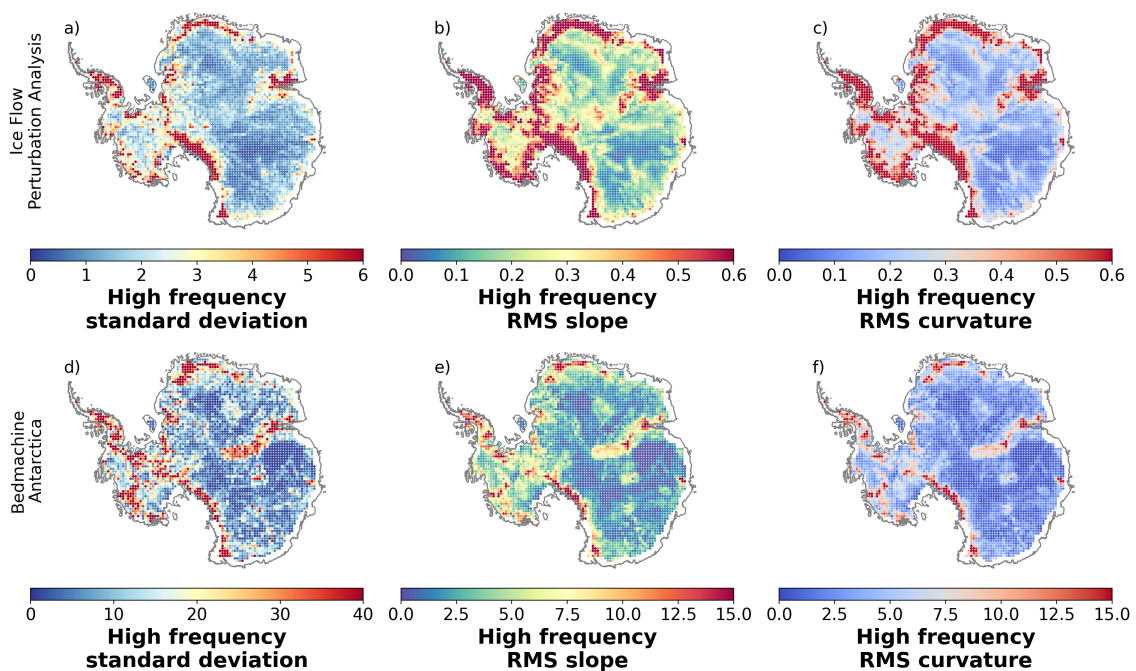 a)
b)
c)
Ice Flow
Perturbation Analysis
0 1 2 3 4 5 6
0.0 0.1 0.2 0.3 0.4 0.5 0.6
0.0 0.1 0.2 0.3 0.4 0.5 0.6
High frequency
standard deviation
High frequency
RMS slope
High frequency
RMS curvature
d)
e)
f)
Bedmachine
Antarctica
0 10 20 30 40
0.0 2.5 5.0 7.5 10.0 12.5 15.0
0.0 2.5 5.0 7.5 10.0 12.5 15.0
High frequency
standard deviation
High frequency
RMS slope
High frequency
RMS curvature